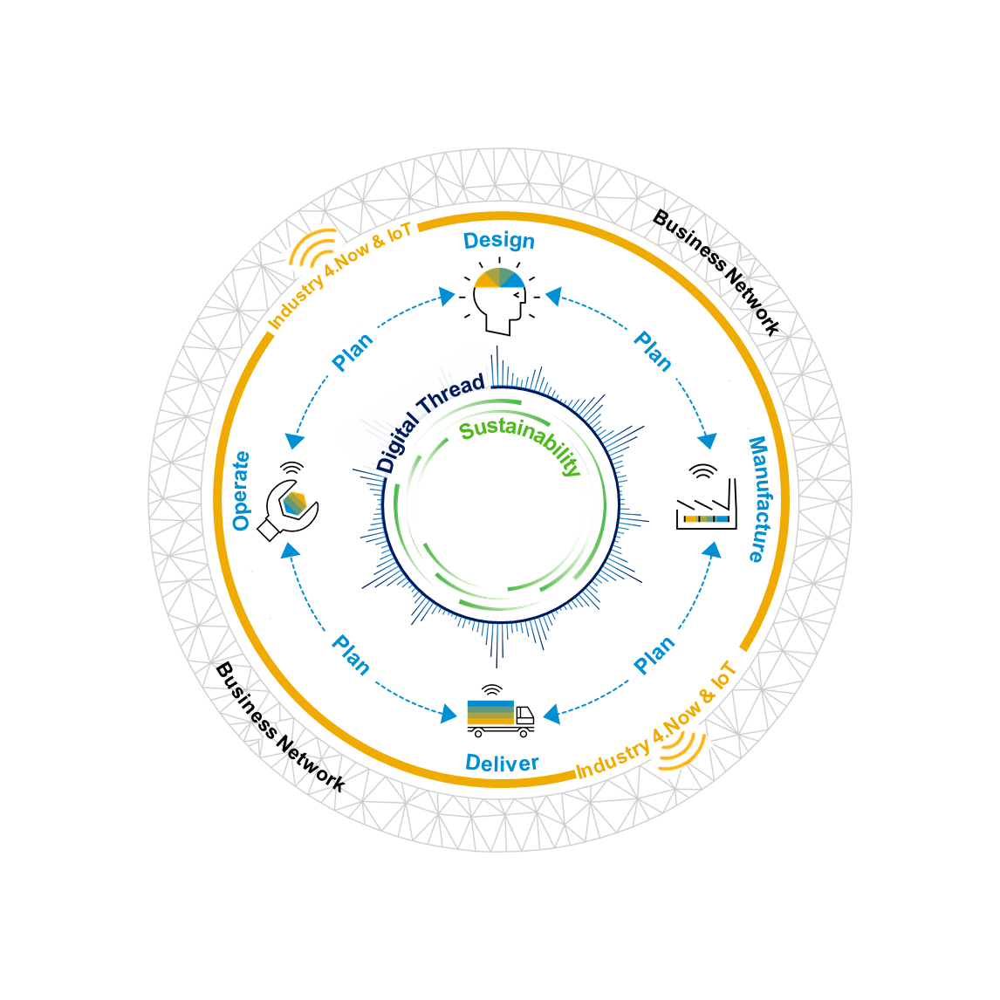 Business Network
Industry 4.Now & IoT
Design
Plan
Plan
Digital Thread
Sustainability
Operate
Manufacture
Plan
Plan
Business Network
Industry 4.Now & IoT
Deliver